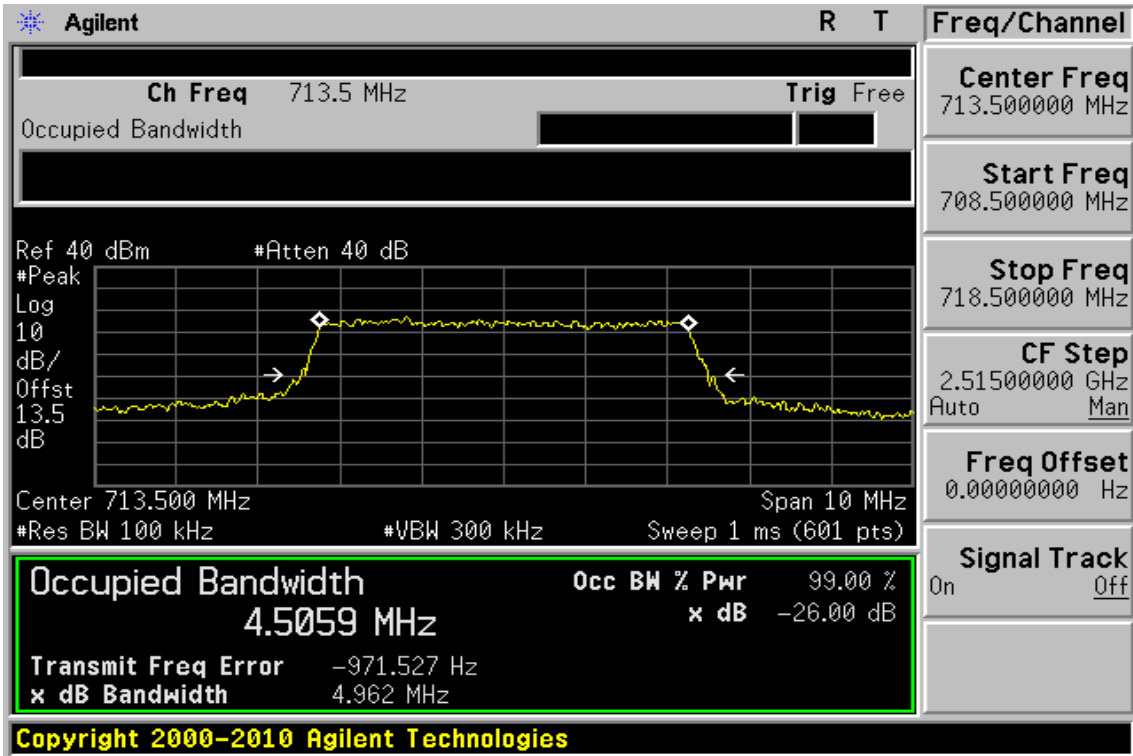 Agilent R T
Freq/Channel
Ch Freq 713.5 MHz Trig Free
Occupied Bandwidth
Center Freq
713.500000 MHz
Start Freq
708.500000 MHz
Stop Freq
718.500000 MHz
CF Step
2.51500000 GHz
Auto Man
Freq Offset
0.00000000 Hz
Signal Track
On Off
Ref 40 dBm #Atten 40 dB
#Peak
Log
10
dB/
Offst
13.5
dB
Center 713.500 MHz Span 10 MHz
#Res BW 100 kHz #VBW 300 kHz Sweep 1 ms (601 pts)
Occupied Bandwidth Occ BW % Pwr 99.00 %
4.5059 MHz x dB -26.00 dB
Transmit Freq Error -971.527 Hz
x dB Bandwidth 4.962 MHz
Copyright 2000-2010 Agilent Technologies